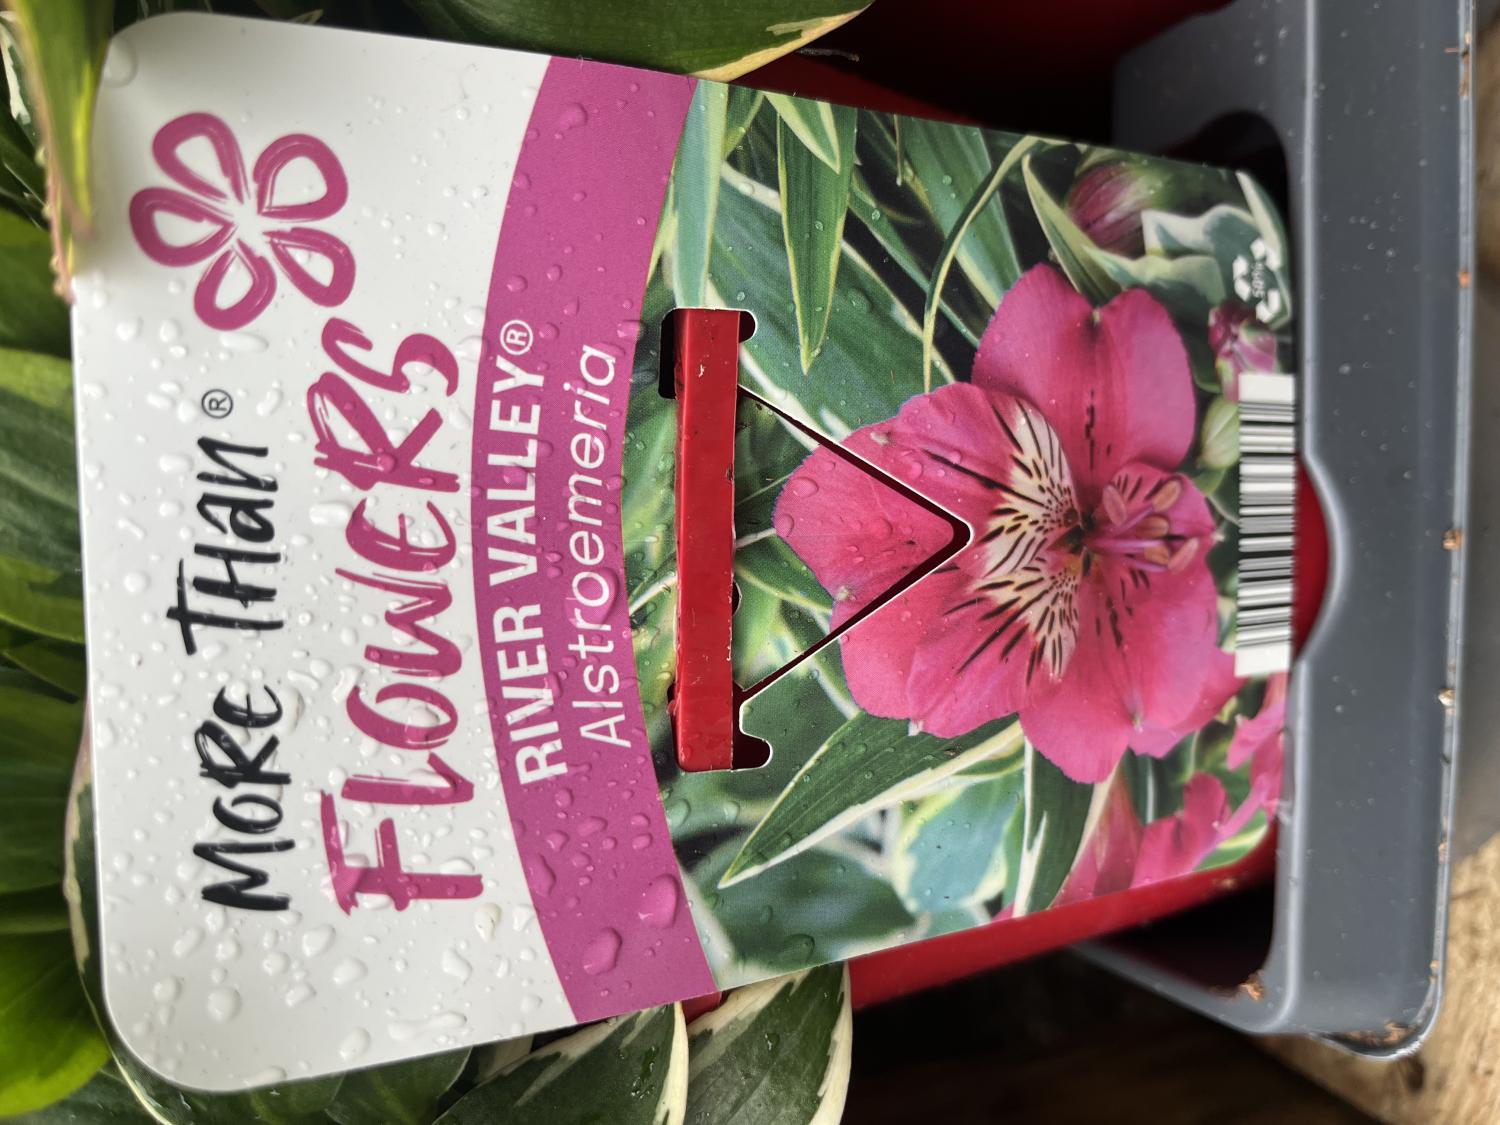 MORE THAN®
FLOWERS
RIVER VALLEY®
Alstroemeria